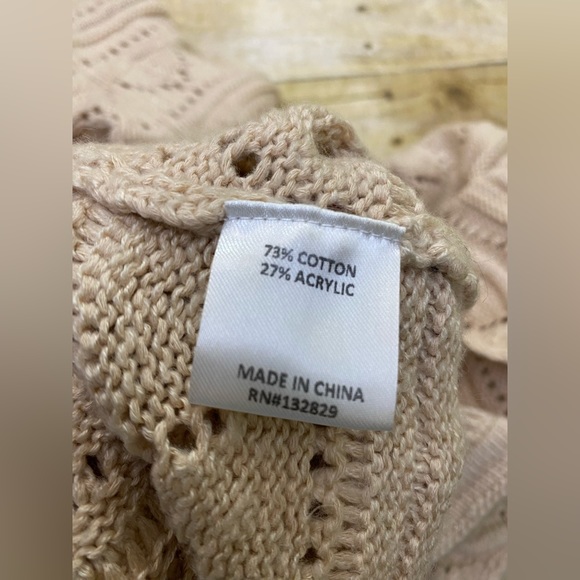 73% COTTON
27% ACRYLIC
MADE IN CHINA
RN#132829